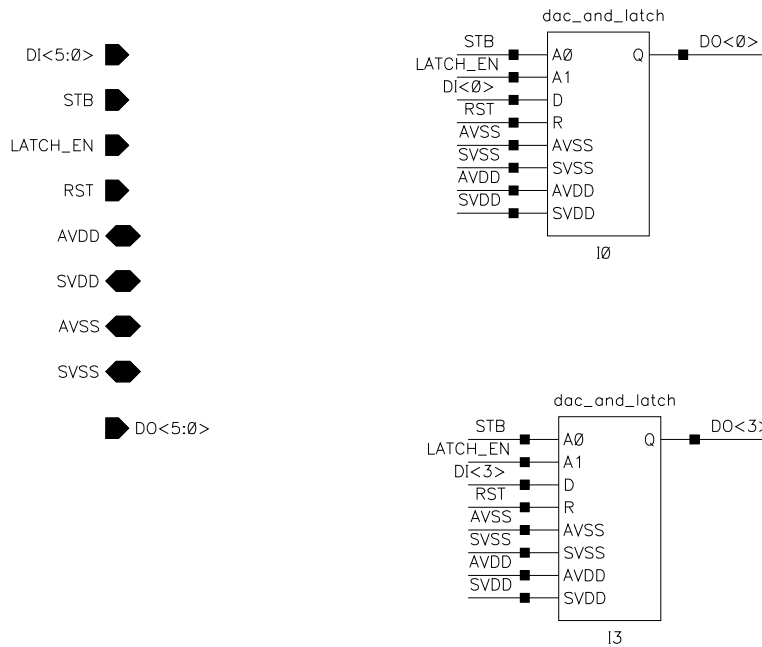 DI<5:0>
STB
LATCH_EN
RST
AVDD
SVDD
AVSS
SVSS
DO<5:0>
dac_and_latch
STB
LATCH_EN
DI<0>
RST
AVSS
SVSS
AVDD
SVDD
A0
A1
D
R
AVSS
SVSS
AVDD
SVDD
Q
DO<0>
I0
dac_and_latch
STB
LATCH_EN
DI<3>
RST
AVSS
SVSS
AVDD
SVDD
A0
A1
D
R
AVSS
SVSS
AVDD
SVDD
Q
DO<3>
I3